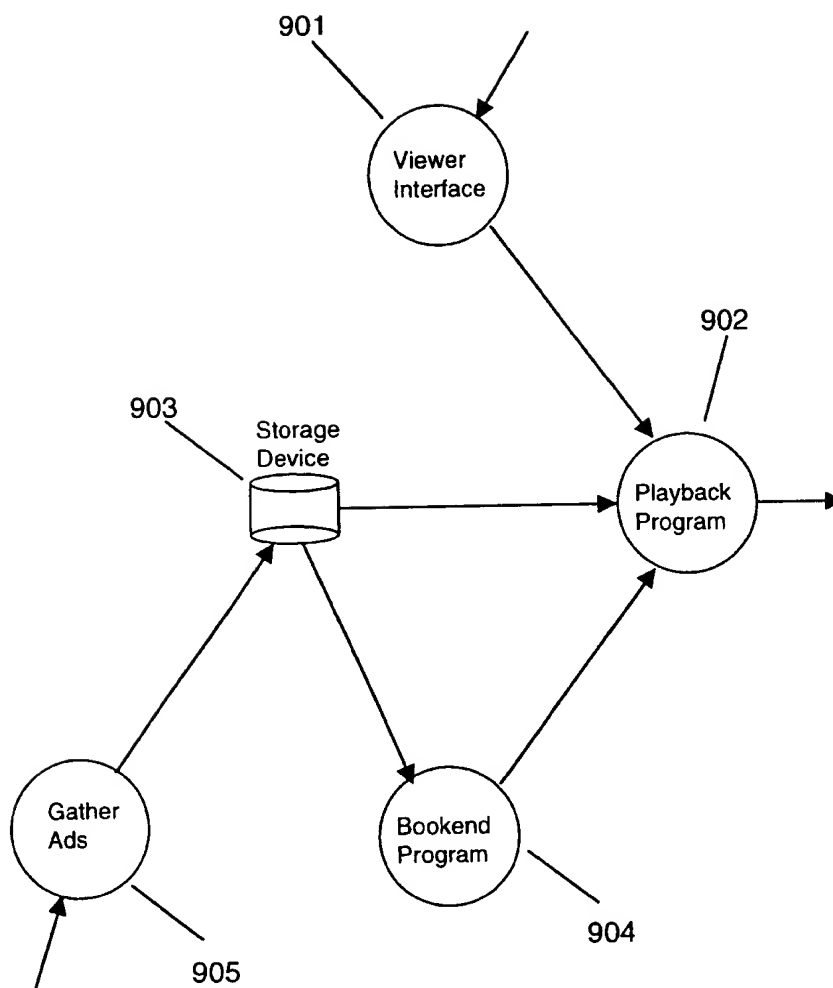 901
Viewer
Interface
902
903
Storage
Device
Playback
Program
Gather
Ads
Bookend
Program
904
905